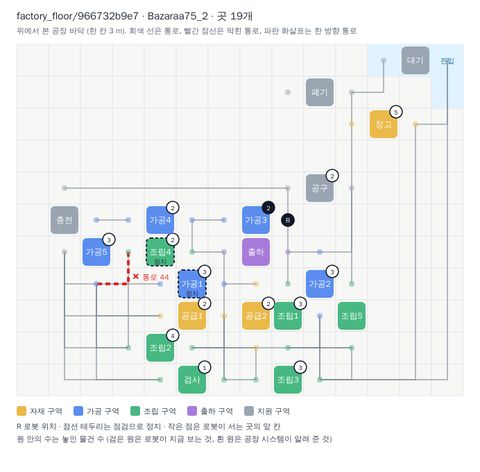 factory_floor/966732b9e7 · Bazaraa75_2 · 곳 19개
위에서 본 공장 바닥 (한 칸 3 m). 회색 선은 통로, 빨간 점선은 막힌 통로, 파란 화살표는 한 방향 통로
대기
진입
폐기
창고 5
공구 2
충전
가공4 2
가공3 2
R
가공5 3
조립4 2
정지
출하
통로 44
가공1 3
정지
가공2 3
공급1
공급2 2
조립1 3
조립5
조립2 4
검사 1
조립3 3
자재 구역
가공 구역
조립 구역
출하 구역
지원 구역
R 로봇 위치 · 점선 테두리는 점검으로 정지 · 작은 점은 로봇이 서는 곳의 앞 칸
원 안의 수는 놓인 물건 수 (검은 원은 로봇이 지금 보는 것, 흰 원은 공장 시스템이 알려 준 것)